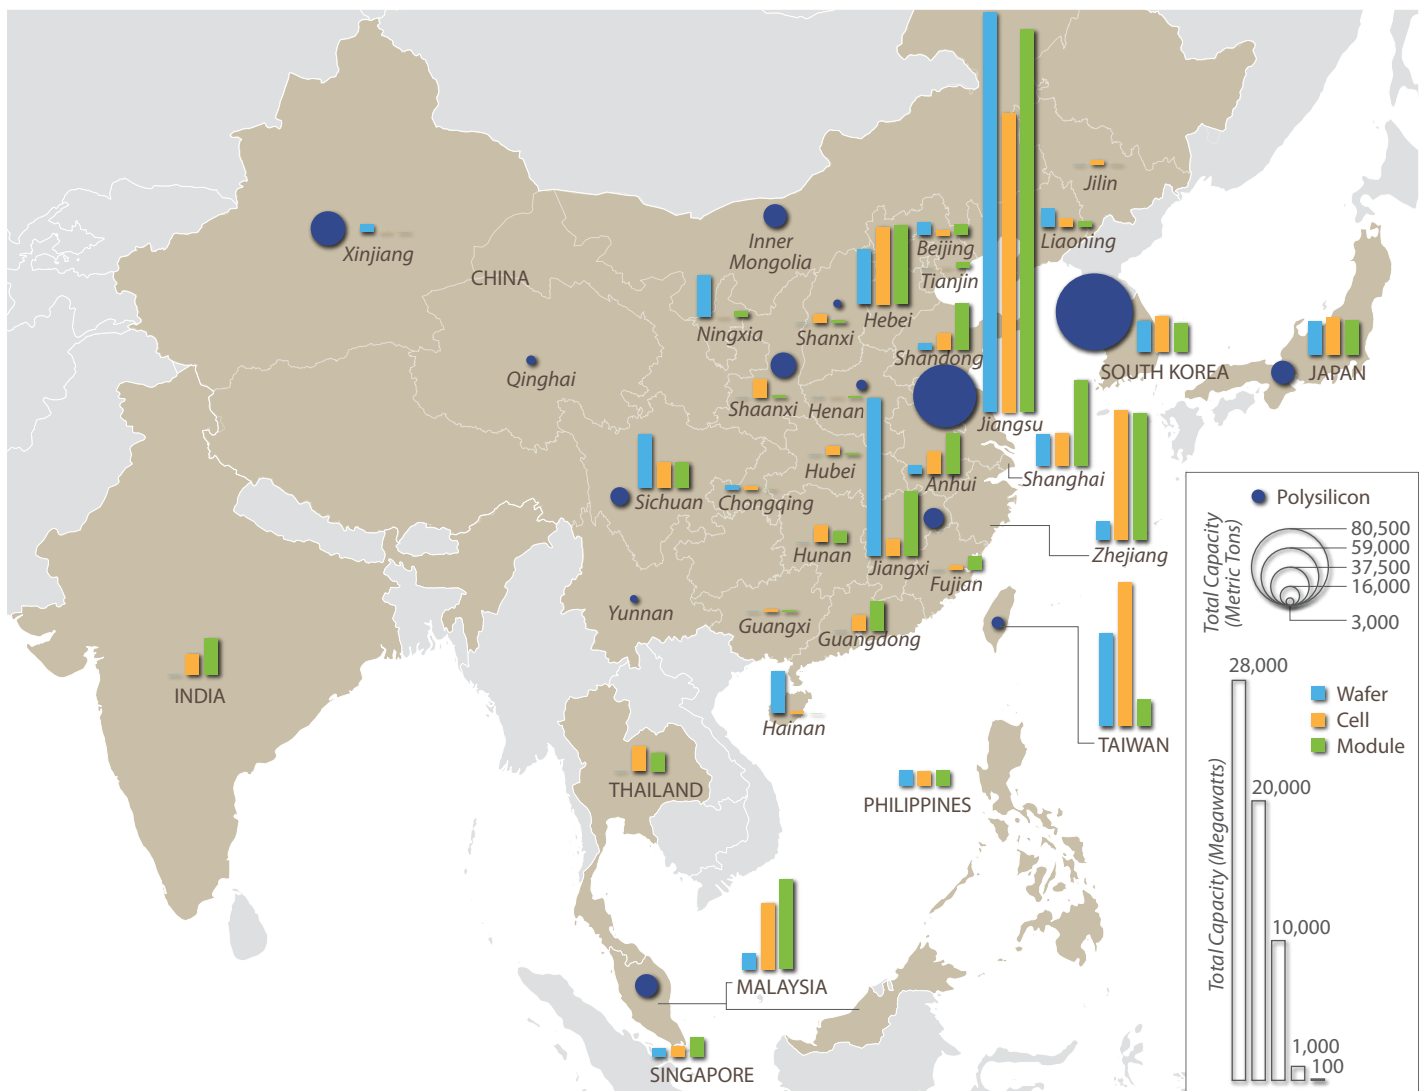 Jilin
Xinjiang
Inner
Mongolia
Beijing
Liaoning
CHINA
Tianjin
Ningxia
Shanxi
Hebei
Shandong
SOUTH KOREA
JAPAN
Qinghai
Shaanxi
Henan
Jiangsu
Hubei
Anhui
Shanghai
Sichuan
Chongqing
Hunan
Jiangxi
Fujian
Zhejiang
Yunnan
Guangxi
Guangdong
INDIA
Hainan
TAIWAN
THAILAND
PHILIPPINES
MALAYSIA
SINGAPORE
Polysilicon
Total Capacity
(Metric Tons)
80,500
59,000
37,500
16,000
3,000
Total Capacity (Megawatts)
28,000
20,000
10,000
1,000
100
Wafer
Cell
Module